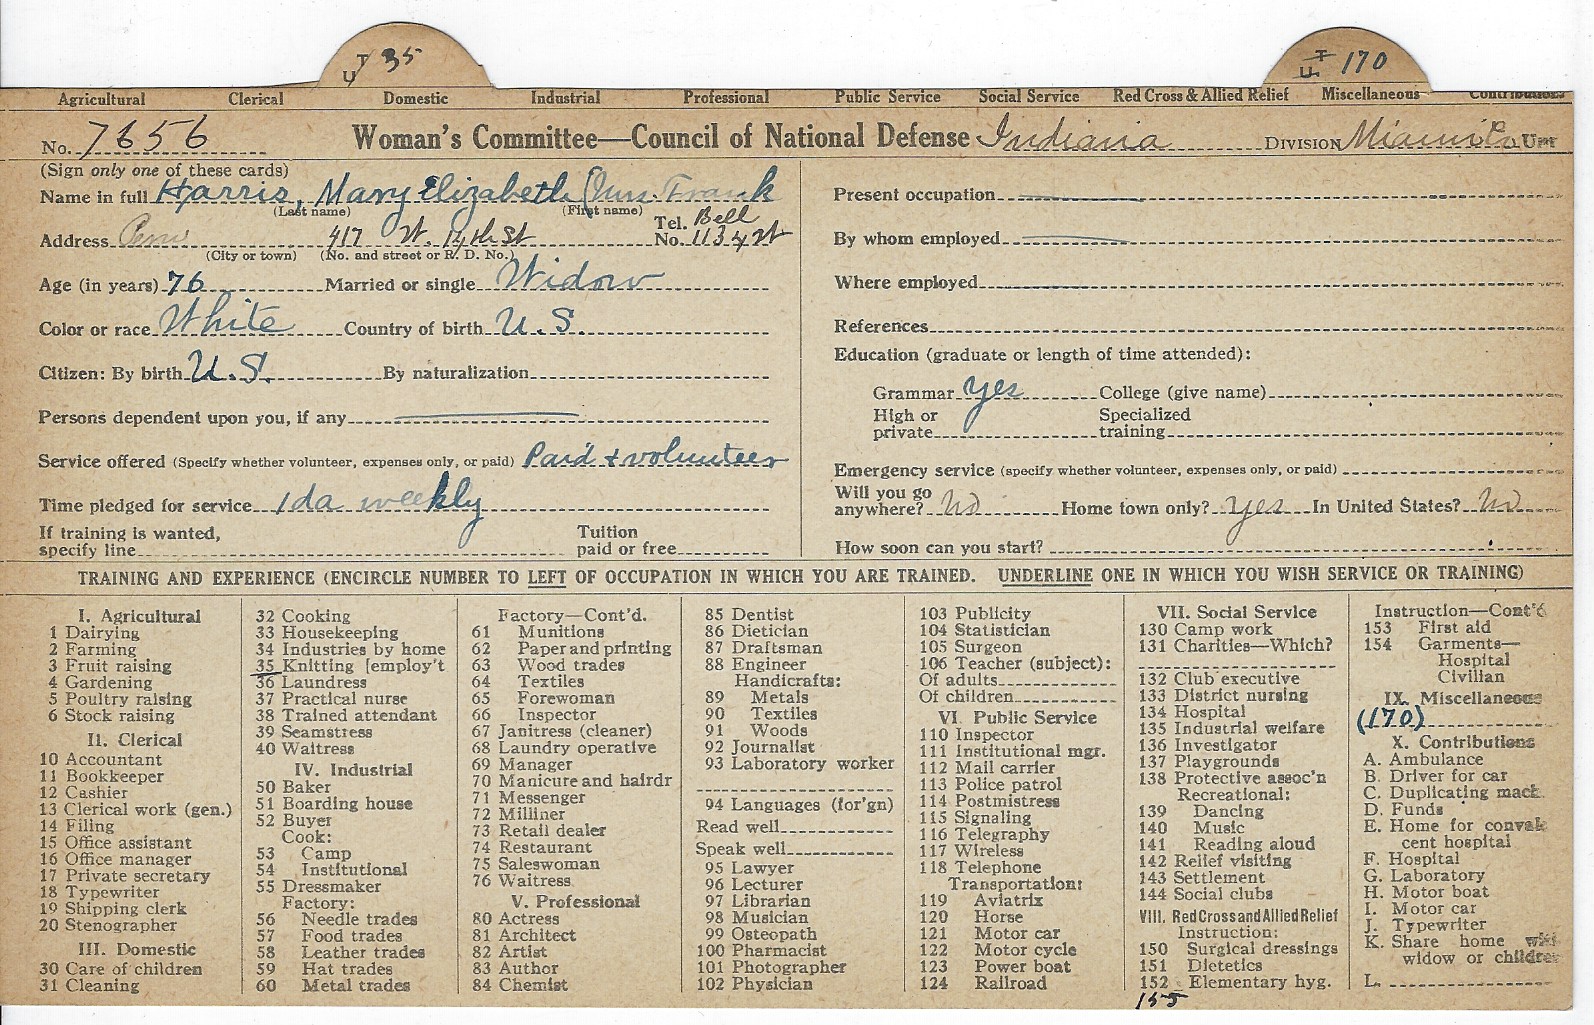 UT 35
UT 170
Agricultural Clerical Domestic Industrial Professional Public Service Social Service Red Cross & Allied Relief Miscellaneous Contributions
No. 7656 Woman's Committee—Council of National Defense Indiana DIVISION Miami Co. UNIT
(Sign only one of these cards)
Name in full Harris, Mary Elizabeth (Mrs. Frank
(Last name) (First name)
Address Peru 417 W. 14th St Tel. No. Bell 1134 W
(City or town) (No. and street or R. D. No.)
Age (in years) 76 Married or single Widow
Color or race White Country of birth U.S.
Citizen: By birth U.S. By naturalization
Persons dependent upon you, if any
Service offered (Specify whether volunteer, expenses only, or paid) Paid + volunteer
Time pledged for service 1 da weekly
If training is wanted, specify line Tuition paid or free
Present occupation
By whom employed
Where employed
References
Education (graduate or length of time attended):
Grammar yes College (give name)
High or private Specialized training
Emergency service (specify whether volunteer, expenses only, or paid)
Will you go anywhere? No Home town only? yes In United States? No
How soon can you start?
TRAINING AND EXPERIENCE (ENCIRCLE NUMBER TO LEFT OF OCCUPATION IN WHICH YOU ARE TRAINED. UNDERLINE ONE IN WHICH YOU WISH SERVICE OR TRAINING)
I. Agricultural
1 Dairying
2 Farming
3 Fruit raising
4 Gardening
5 Poultry raising
6 Stock raising
II. Clerical
10 Accountant
11 Bookkeeper
12 Cashier
13 Clerical work (gen.)
14 Filing
15 Office assistant
16 Office manager
17 Private secretary
18 Typewriter
19 Shipping clerk
20 Stenographer
III. Domestic
30 Care of children
31 Cleaning
32 Cooking
33 Housekeeping
34 Industries by home
35 Knitting [employ't
36 Laundress
37 Practical nurse
38 Trained attendant
39 Seamstress
40 Waitress
IV. Industrial
50 Baker
51 Boarding house
52 Buyer
Cook:
53 Camp
54 Institutional
55 Dressmaker
Factory:
56 Needle trades
57 Food trades
58 Leather trades
59 Hat trades
60 Metal trades
Factory—Cont'd.
61 Munitions
62 Paper and printing
63 Wood trades
64 Textiles
65 Forewoman
66 Inspector
67 Janitress (cleaner)
68 Laundry operative
69 Manager
70 Manicure and hairdr
71 Messenger
72 Milliner
73 Retail dealer
74 Restaurant
75 Saleswoman
76 Waitress
V. Professional
80 Actress
81 Architect
82 Artist
83 Author
84 Chemist
85 Dentist
86 Dietician
87 Draftsman
88 Engineer
Handicrafts:
89 Metals
90 Textiles
91 Woods
92 Journalist
93 Laboratory worker
94 Languages (for'gn)
Read well
Speak well
95 Lawyer
96 Lecturer
97 Librarian
98 Musician
99 Osteopath
100 Pharmacist
101 Photographer
102 Physician
103 Publicity
104 Statistician
105 Surgeon
106 Teacher (subject):
Of adults
Of children
VI. Public Service
110 Inspector
111 Institutional mgr.
112 Mail carrier
113 Police patrol
114 Postmistress
115 Signaling
116 Telegraphy
117 Wireless
118 Telephone
Transportation:
119 Aviatrix
120 Horse
121 Motor car
122 Motor cycle
123 Power boat
124 Railroad
VII. Social Service
130 Camp work
131 Charities—Which?
132 Club executive
133 District nursing
134 Hospital
135 Industrial welfare
136 Investigator
137 Playgrounds
138 Protective assoc'n
Recreational:
139 Dancing
140 Music
141 Reading aloud
142 Relief visiting
143 Settlement
144 Social clubs
VIII. Red Cross and Allied Relief
Instruction:
150 Surgical dressings
151 Dietetics
152 Elementary hyg.
155
Instruction—Cont'd
153 First aid
154 Garments—
Hospital
Civilian
IX. Miscellaneous
(170)
X. Contributions
A. Ambulance
B. Driver for car
C. Duplicating mach.
D. Funds
E. Home for convales
cent hospital
F. Hospital
G. Laboratory
H. Motor boat
I. Motor car
J. Typewriter
K. Share home with
widow or children
L.